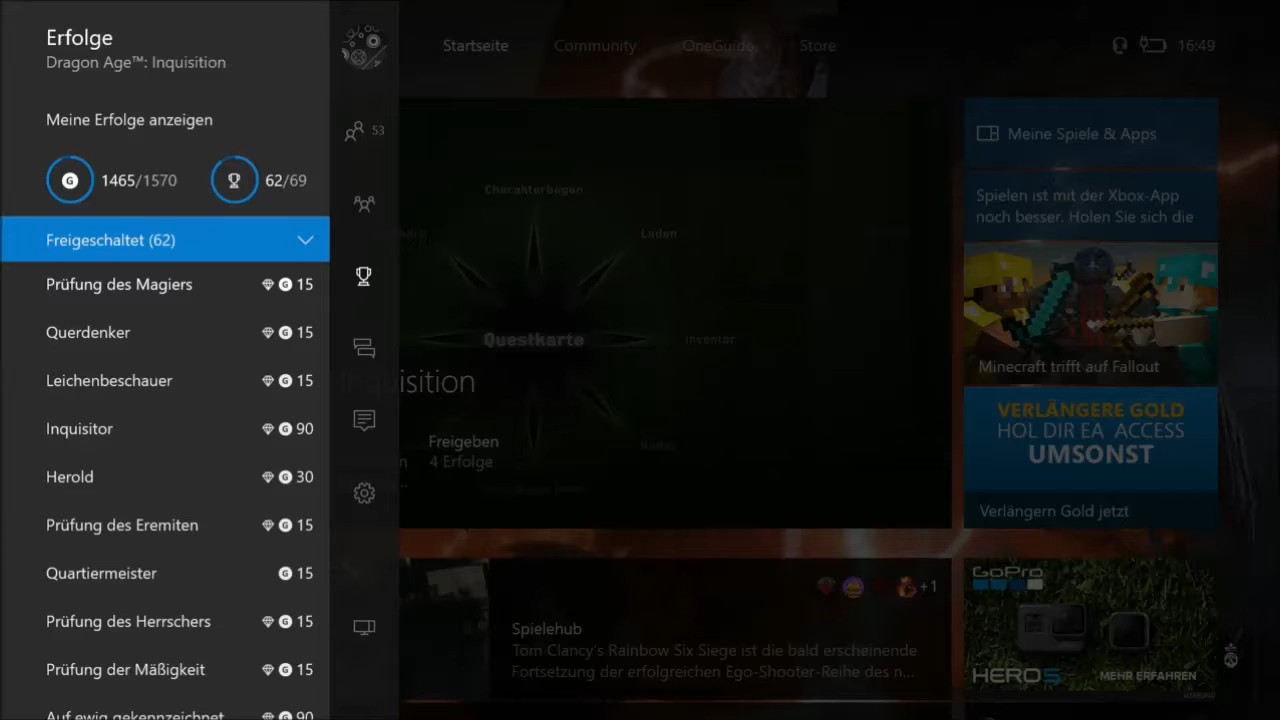 Erfolge
Dragon Age™: Inquisition
Meine Erfolge anzeigen
1465/1570
62/69
Freigeschaltet (62)
Prüfung des Magiers G 15
Querdenker G 15
Leichenbeschauer G 15
Inquisitor G 90
Herold G 30
Prüfung des Eremiten G 15
Quartiermeister G 15
Prüfung des Herrschers G 15
Prüfung der Mäßigkeit G 15
Auf ewig gekennzeichnet G 90
53
Startseite Community OneGuide Store
16:49
Charakterbogen
Laden
Questkarte
Inventar
Inquisition
Freigeben
4 Erfolge
Meine Spiele & Apps
Spielen ist mit der Xbox-App
noch besser. Holen Sie sich die
Minecraft trifft auf Fallout
VERLÄNGERE GOLD
HOL DIR EA ACCESS
UMSONST
Verlängern Gold jetzt
+1
Spielehub
Tom Clancy's Rainbow Six Siege ist die bald erscheinende
Fortsetzung der erfolgreichen Ego-Shooter-Reihe des n...
GoPro
HERO5
MEHR ERFAHREN